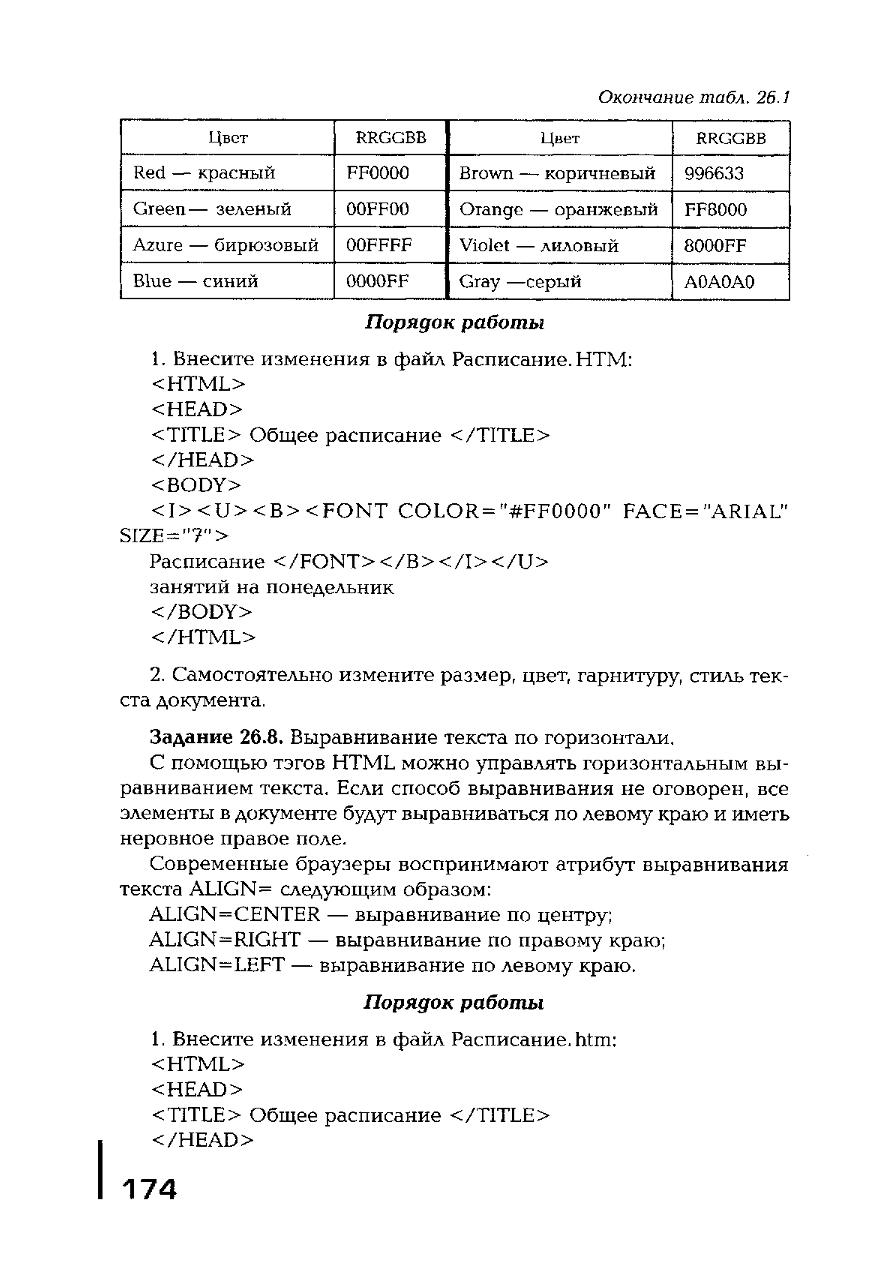 Окончание табл. 26.1
Цвет RRGGBB Цвет RRGGBB
Red — красный FF0000 Brown — коричневый 996633
Green— зеленый 00FF00 Orange — оранжевый FF8000
Azure — бирюзовый 00FFFF Violet — лиловый 8000FF
Blue — синий 0000FF Gray —серый A0A0A0
Порядок работы
1. Внесите изменения в файл Расписание.HTM:
<HTML>
<HEAD>
<TITLE> Общее расписание </TITLE>
</HEAD>
<BODY>
<I><U><B><FONT COLOR="#FF0000" FACE="ARIAL"
SIZE="7">
Расписание </FONT></B></I></U>
занятий на понедельник
</BODY>
</HTML>
2. Самостоятельно измените размер, цвет, гарнитуру, стиль тек-
ста документа.
Задание 26.8. Выравнивание текста по горизонтали.
С помощью тэгов HTML можно управлять горизонтальным вы-
равниванием текста. Если способ выравнивания не оговорен, все
элементы в документе будут выравниваться по левому краю и иметь
неровное правое поле.
Современные браузеры воспринимают атрибут выравнивания
текста ALIGN= следующим образом:
ALIGN=CENTER — выравнивание по центру;
ALIGN=RIGHT — выравнивание по правому краю;
ALIGN=LEFT — выравнивание по левому краю.
Порядок работы
1. Внесите изменения в файл Расписание.htm:
<HTML>
<HEAD>
<TITLE> Общее расписание </TITLE>
</HEAD>
174